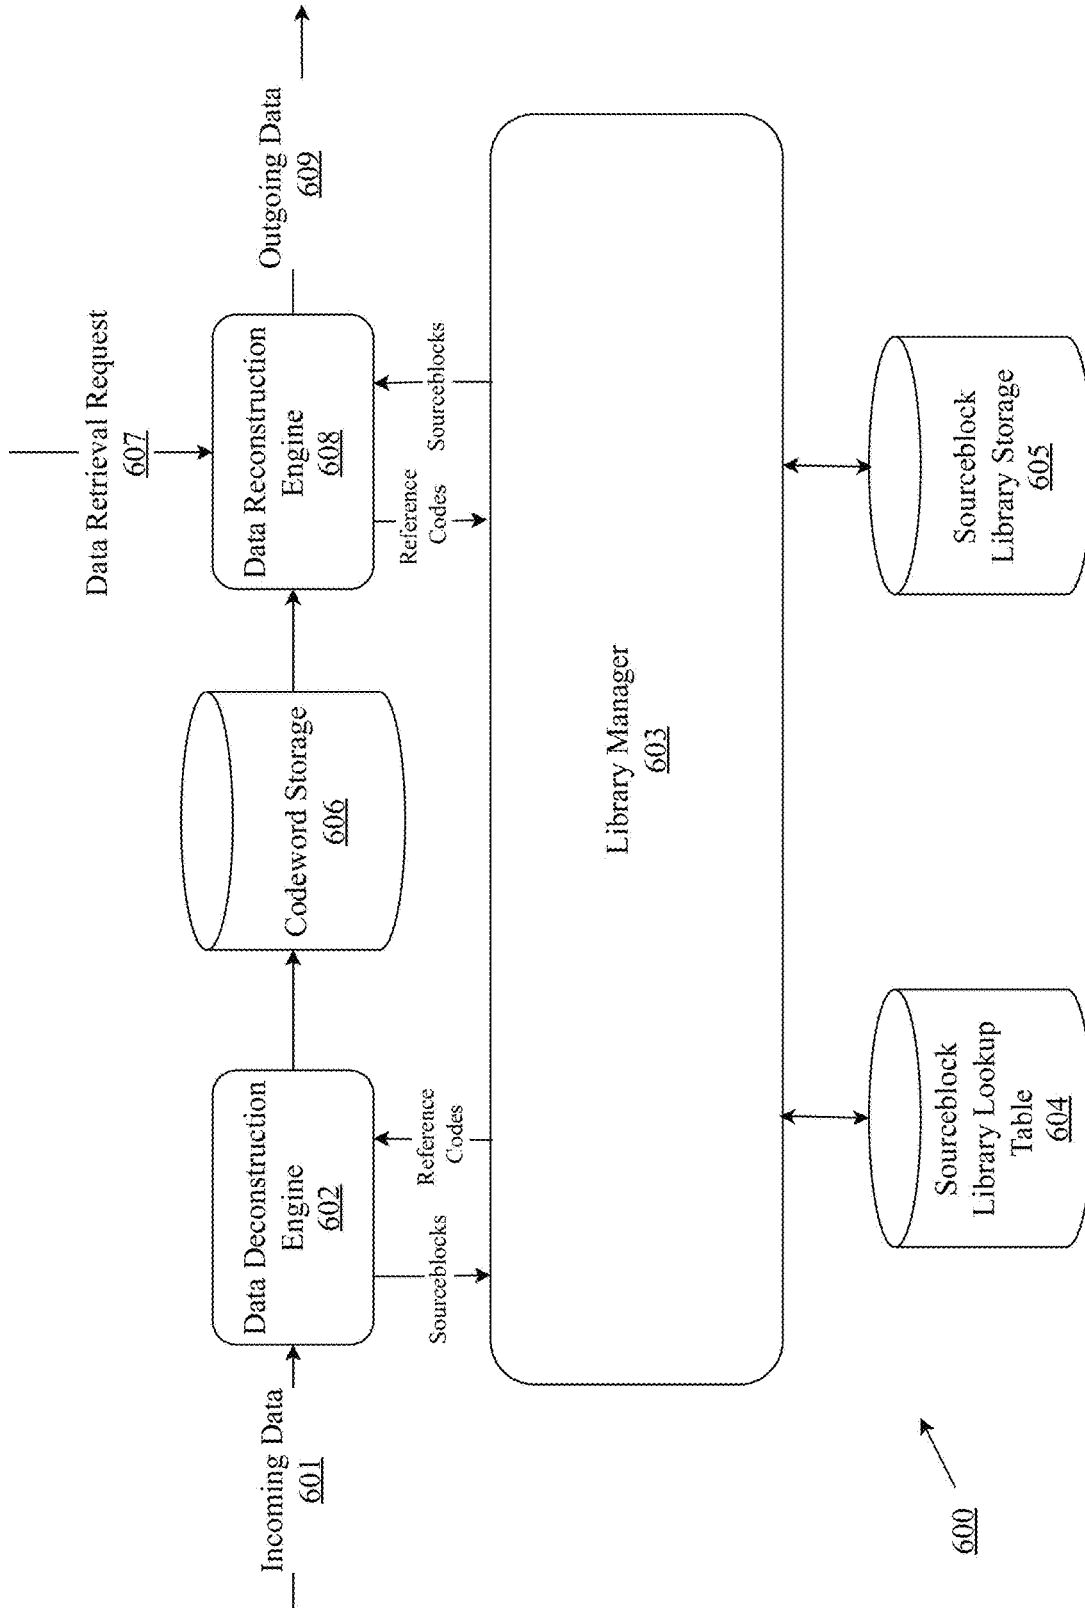 Data Retrieval Request
607
Incoming Data
601
Data Deconstruction
Engine
602
Codeword Storage
606
Data Reconstruction
Engine
608
Outgoing Data
609
Sourceblocks
Reference
Codes
Reference
Codes
Sourceblocks
Library Manager
603
Sourceblock
Library Lookup
Table
604
Sourceblock
Library Storage
605
600